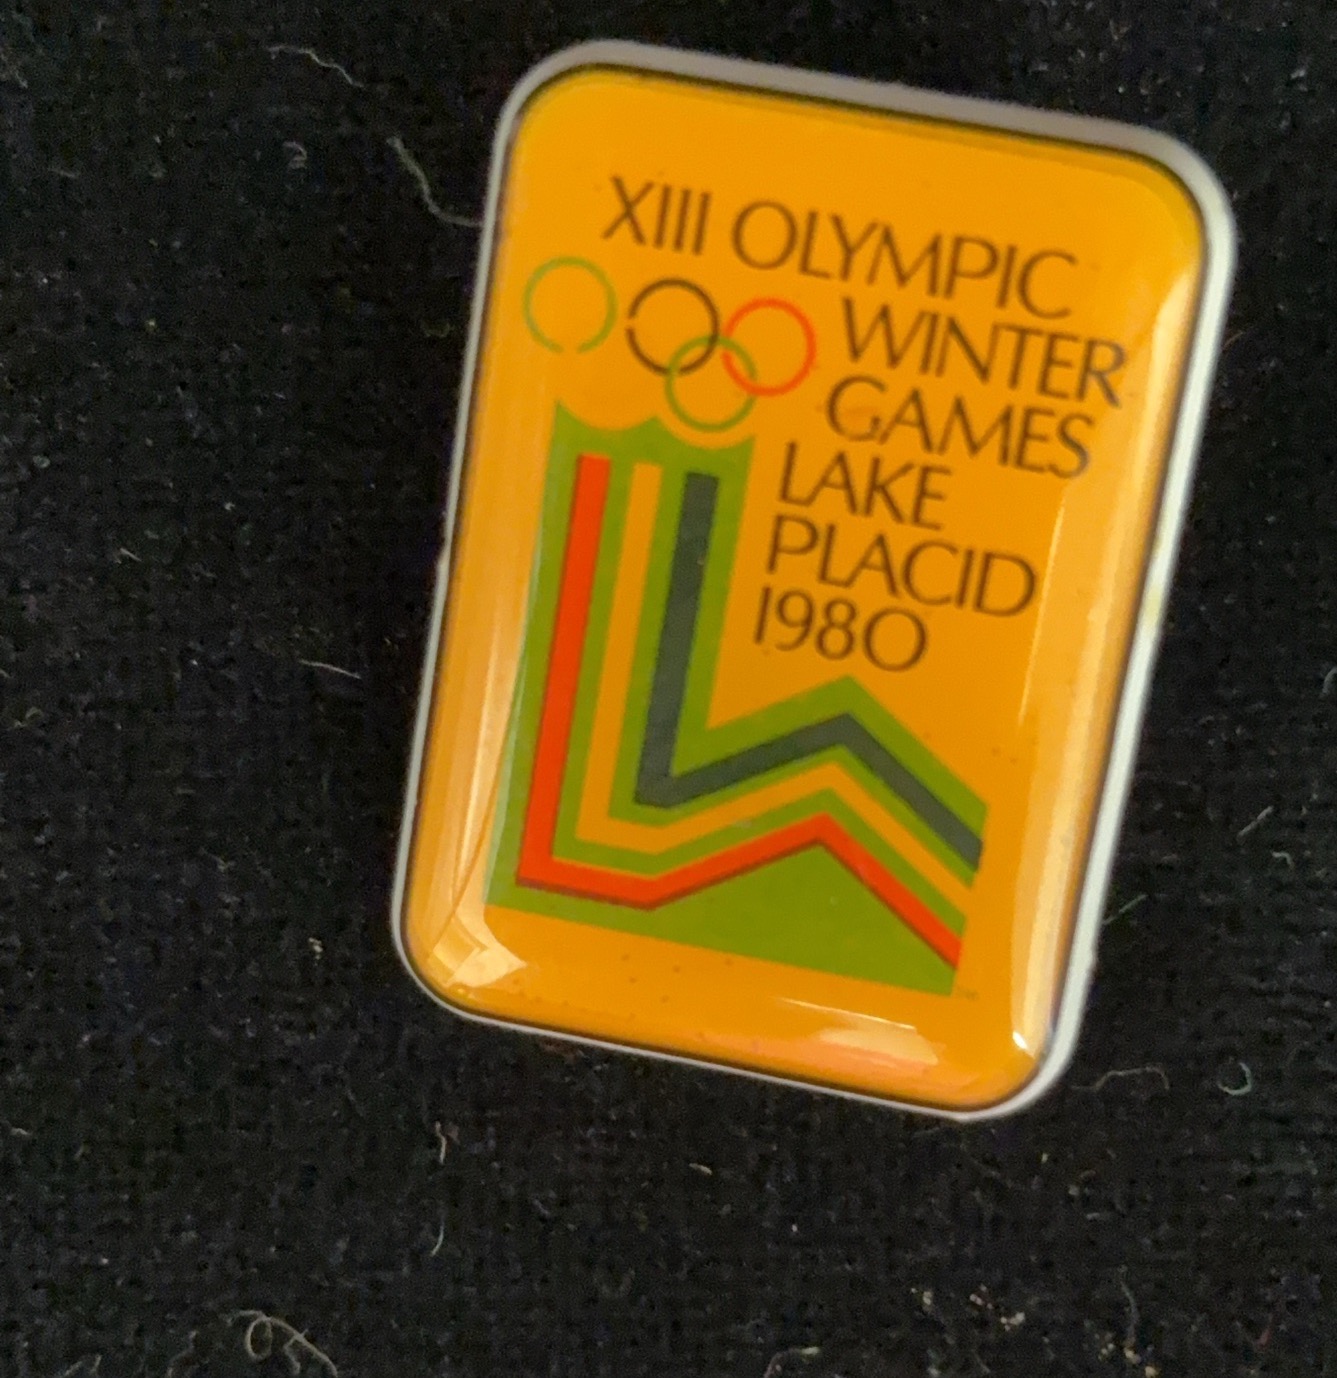 XIII OLYMPIC
WINTER
GAMES
LAKE
PLACID
1980